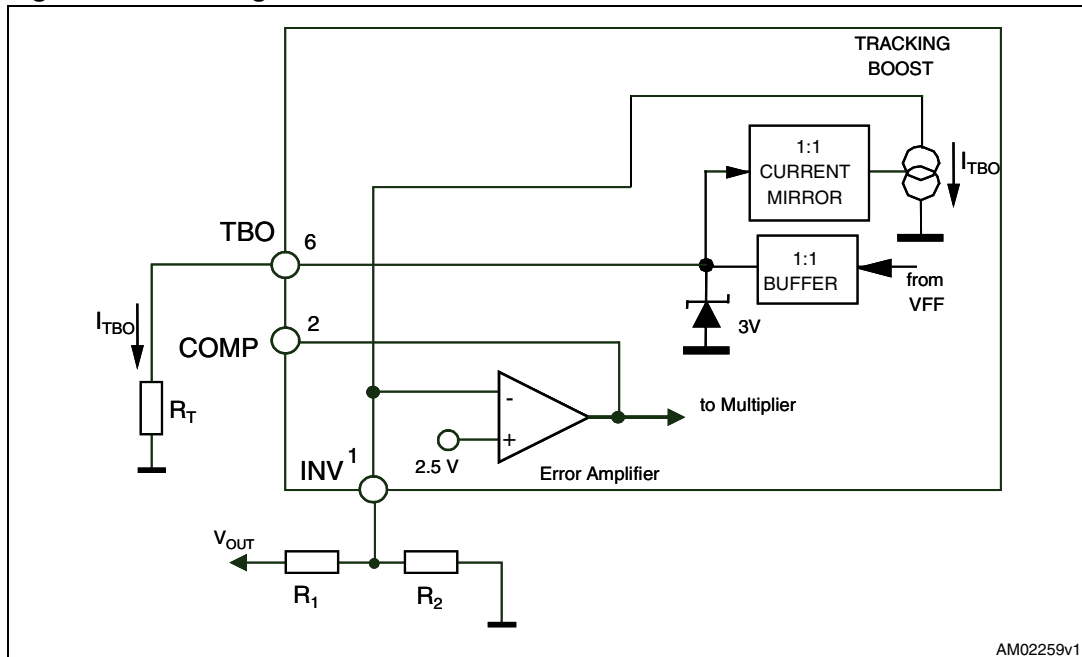 TRACKING
BOOST
1:1
CURRENT
MIRROR
I_TBO
TBO
6
1:1
BUFFER
from
VFF
3V
I_TBO
2
COMP
R_T
to Multiplier
-
+
2.5 V
Error Amplifier
INV
1
V_OUT
R_1
R_2
AM02259v1